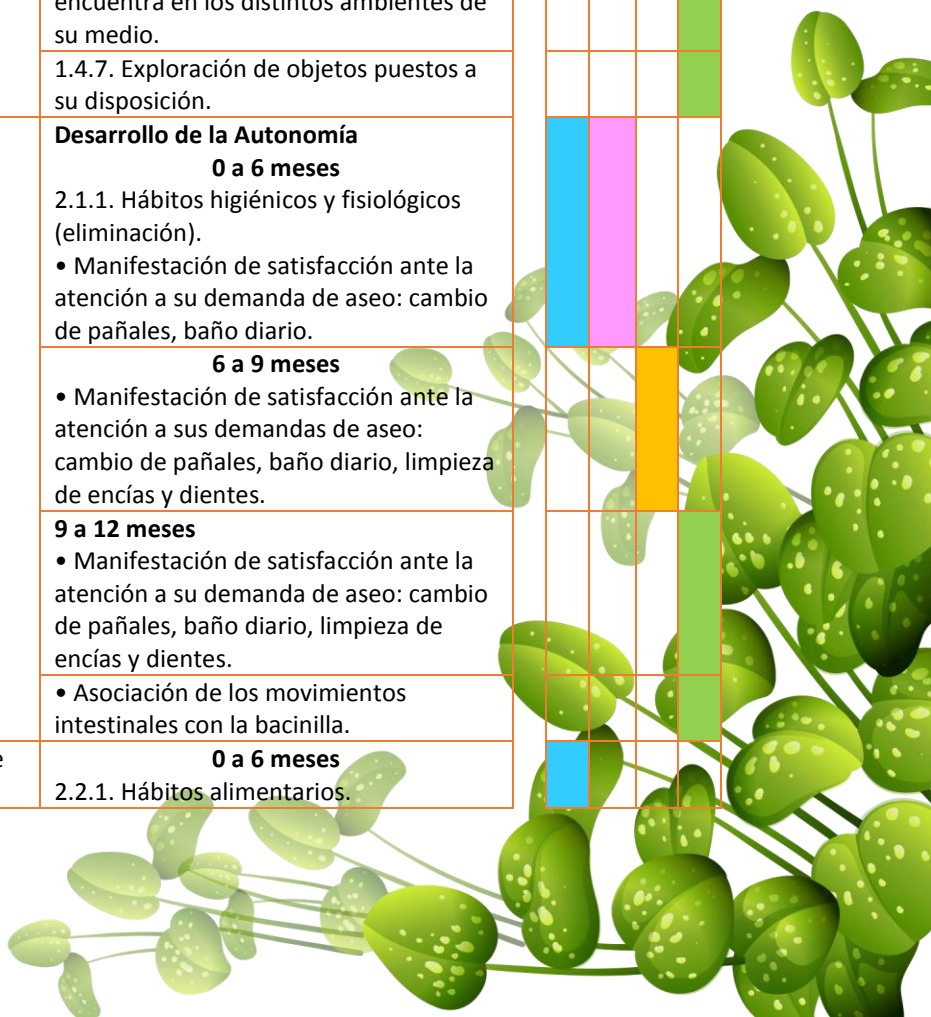 encuentra en los distintos ambientes de
su medio.
1.4.7. Exploración de objetos puestos a
su disposición.
Desarrollo de la Autonomía
0 a 6 meses
2.1.1. Hábitos higiénicos y fisiológicos
(eliminación).
• Manifestación de satisfacción ante la
atención a su demanda de aseo: cambio
de pañales, baño diario.
6 a 9 meses
• Manifestación de satisfacción ante la
atención a sus demandas de aseo:
cambio de pañales, baño diario, limpieza
de encías y dientes.
9 a 12 meses
• Manifestación de satisfacción ante la
atención a su demanda de aseo: cambio
de pañales, baño diario, limpieza de
encías y dientes.
• Asociación de los movimientos
intestinales con la bacinilla.
0 a 6 meses
2.2.1. Hábitos alimentarios.